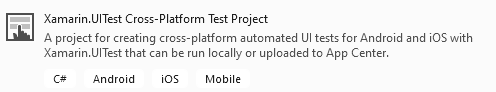 Xamarin.UITest Cross-Platform Test Project
A project for creating cross-platform automated UI tests for Android and iOS with
Xamarin.UITest that can be run locally or uploaded to App Center.
C# Android iOS Mobile